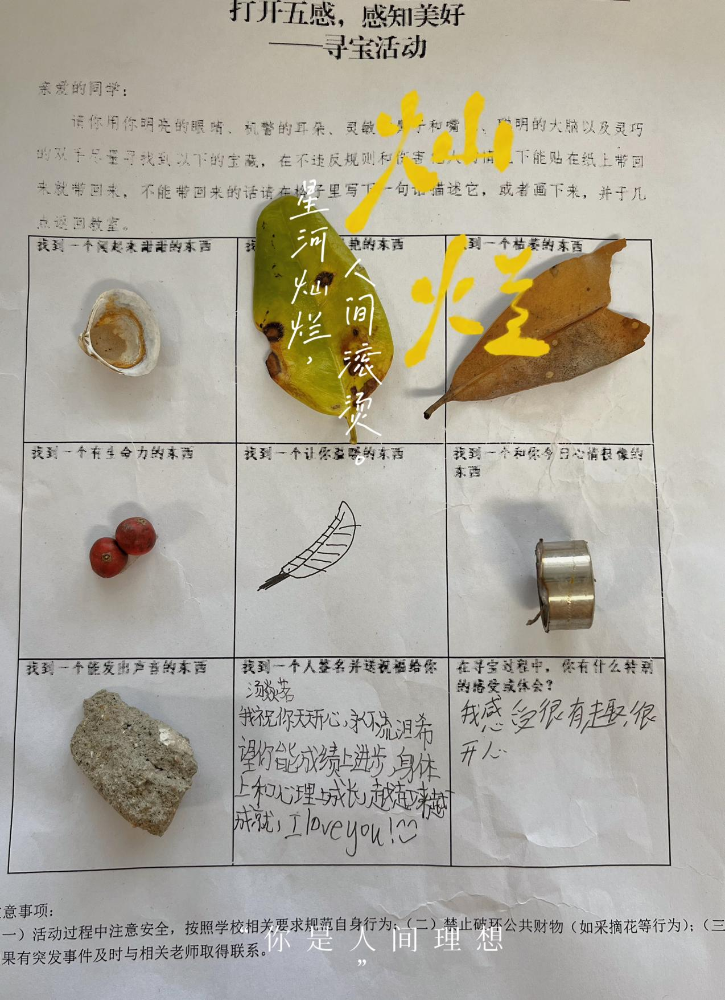 打开五感，感知美好
——寻宝活动
亲爱的同学：
请你用你明亮的眼睛、机警的耳朵、灵敏 鼻子和嘴 、聪明的大脑以及灵巧
的双手尽量寻找到以下的宝藏，在不违反规则和伤害他人 情 下能贴在纸上带回
来就带回来，不能带回来的话请在格子里写下一句话描述它，或者画下来，并于几
点返回教室。
灿
烂
星河灿烂，
人间滚烫。
找到一个闻起来甜甜的东西
找 艳的东西
到一个枯萎的东西
找到一个有生命力的东西
找到一个让你温暖的东西
找到一个和你今日心情很像的
东西
找到一个能发出声音的东西
找到一个人签名并送祝福给你
汤焱茖
我祝你天天开心，永不流泪希
望你能成绩上进步，身体
上和心理上成长，越来越
成就，I love you!
在寻宝过程中，你有什么特别
的感受或体会？
我感受很有趣，很
开心
意事项：
一）活动过程中注意安全，按照学校相关要求规范自身行为；（二）禁止破坏公共财物（如采摘花等行为）；（三
果有突发事件及时与相关老师取得联系。
“你是人间理想
”